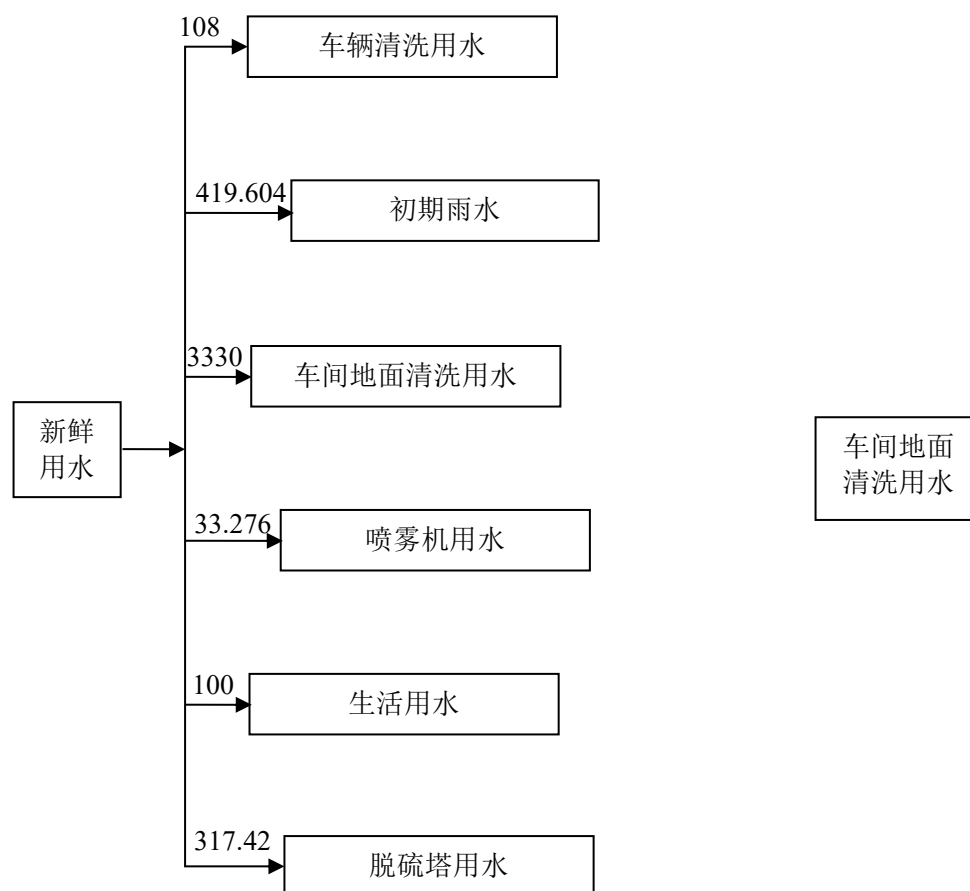 108
车辆清洗用水
419.604
初期雨水
3330
车间地面清洗用水
新鲜
用水
车间地面
清洗用水
33.276
喷雾机用水
100
生活用水
317.42
脱硫塔用水